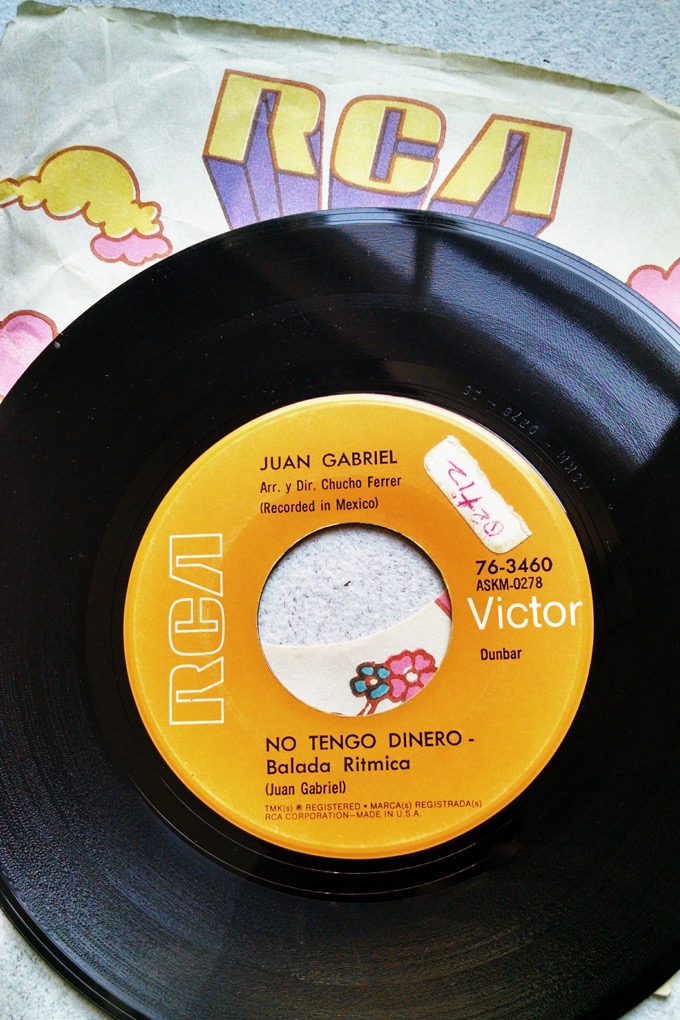 RCA
JUAN GABRIEL
Arr. y Dir. Chucho Ferrer
(Recorded in Mexico)
02412
76-3460
ASKM-0278
Victor
Dunbar
RCA
NO TENGO DINERO -
Balada Ritmica
(Juan Gabriel)
TMK(s) ® REGISTERED • MARCA(s) REGISTRADA(s)
RCA CORPORATION—MADE IN U.S.A.